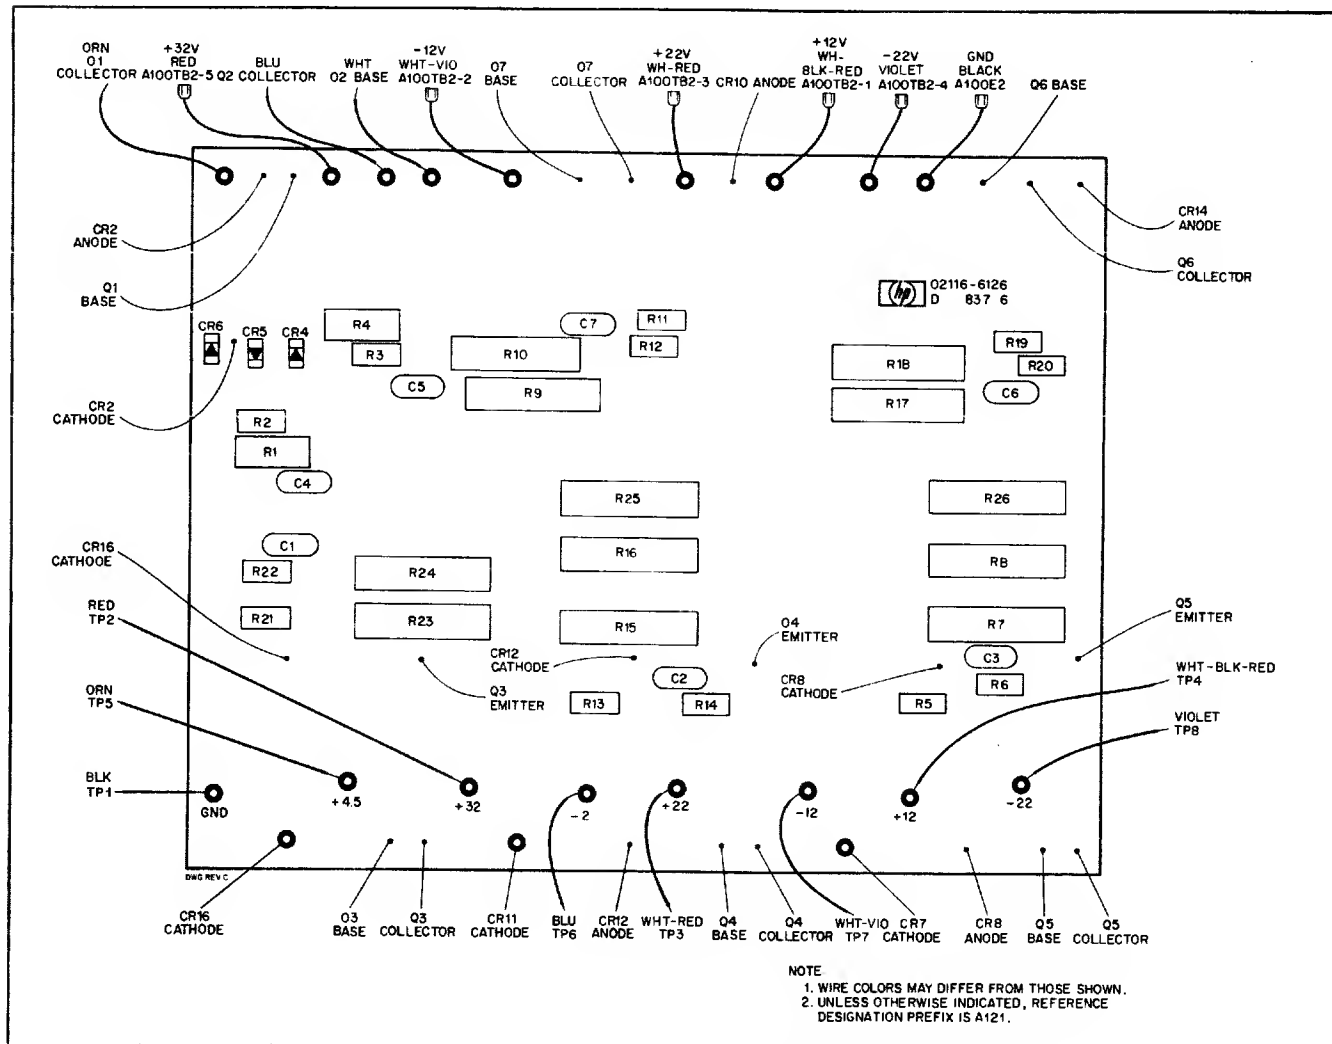 ORN
O1
COLLECTOR
+32V
RED
A100TB2-5
Q2
BLU
COLLECTOR
WHT
O2 BASE
-12V
WHT-VIO
A100TB2-2
O7
BASE
O7
COLLECTOR
+22V
WH-RED
A100TB2-3
CR10 ANODE
+12V
WH-
BLK-RED
A100TB2-1
-22V
VIOLET
A100TB2-4
GND
BLACK
A100E2
Q6 BASE
CR2
ANODE
Q1
BASE
CR14
ANODE
Q6
COLLECTOR
hp
02116-6126
D 837 6
CR6
CR5
CR4
R4
R3
C5
R10
R9
C7
R11
R12
R18
R17
R19
R20
C6
CR2
CATHODE
R2
R1
C4
R25
R26
C1
R22
R24
R16
R8
CR16
CATHODE
R21
R23
R15
R7
RED
TP2
CR12
CATHODE
O4
EMITTER
CR8
CATHODE
C3
Q5
EMITTER
Q3
EMITTER
C2
R13
R14
R5
R6
WHT-BLK-RED
TP4
ORN
TP5
VIOLET
TP8
BLK
TP1
GND
+4.5
+32
-2
+22
-12
+12
-22
DWG REV C
CR16
CATHODE
O3
BASE
Q3
COLLECTOR
CR11
CATHODE
BLU
TP6
CR12
ANODE
WHT-RED
TP3
Q4
BASE
Q4
COLLECTOR
WHT-VIO
TP7
CR7
CATHODE
CR8
ANODE
Q5
BASE
Q5
COLLECTOR
NOTE
1. WIRE COLORS MAY DIFFER FROM THOSE SHOWN.
2. UNLESS OTHERWISE INDICATED, REFERENCE
DESIGNATION PREFIX IS A121.